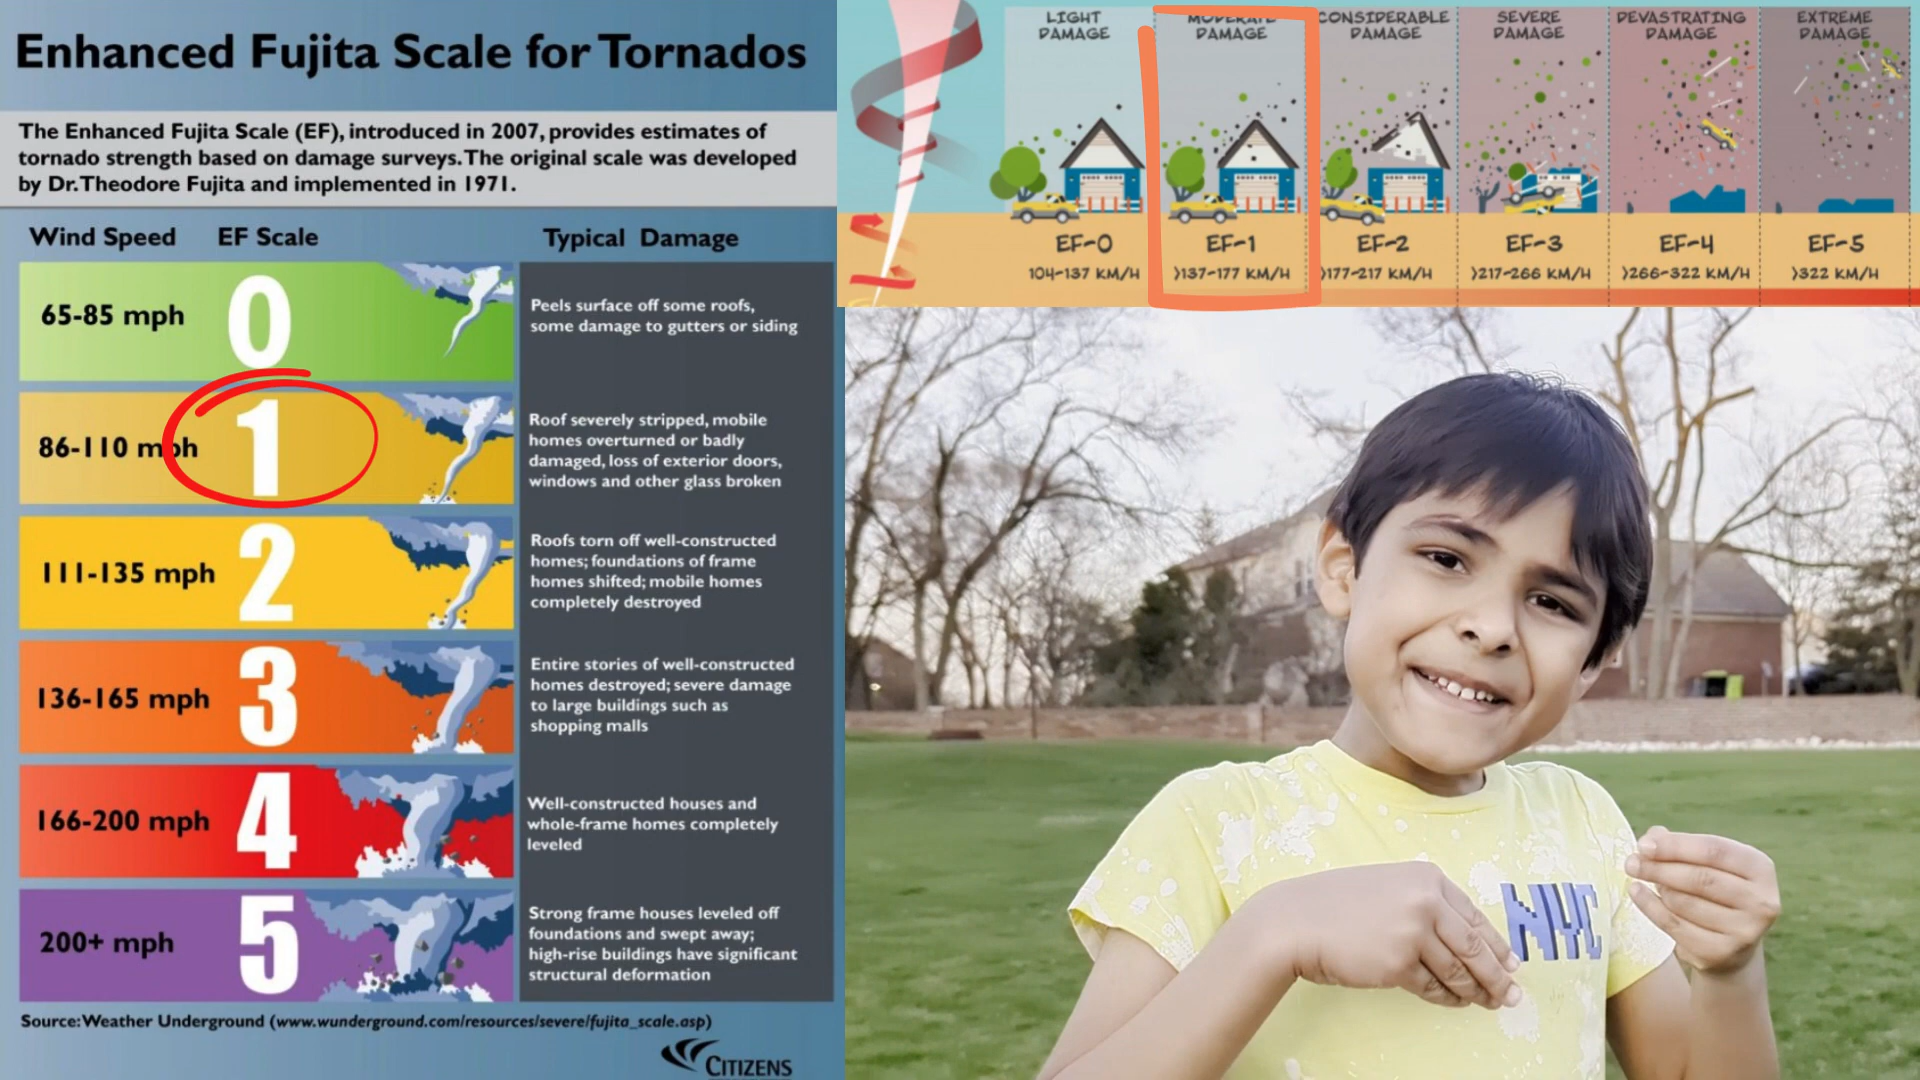 Enhanced Fujita Scale for Tornados
The Enhanced Fujita Scale (EF), introduced in 2007, provides estimates of
tornado strength based on damage surveys. The original scale was developed
by Dr. Theodore Fujita and implemented in 1971.
Wind Speed EF Scale Typical Damage
65-85 mph 0
Peels surface off some roofs,
some damage to gutters or siding
86-110 mph 1
Roof severely stripped, mobile
homes overturned or badly
damaged, loss of exterior doors,
windows and other glass broken
111-135 mph 2
Roofs torn off well-constructed
homes; foundations of frame
homes shifted; mobile homes
completely destroyed
136-165 mph 3
Entire stories of well-constructed
homes destroyed; severe damage
to large buildings such as
shopping malls
166-200 mph 4
Well-constructed houses and
whole-frame homes completely
leveled
200+ mph 5
Strong frame houses leveled off
foundations and swept away;
high-rise buildings have significant
structural deformation
Source: Weather Underground (www.wunderground.com/resources/severe/fujita_scale.asp)
CITIZENS
LIGHT
DAMAGE
MODERATE
DAMAGE
CONSIDERABLE
DAMAGE
SEVERE
DAMAGE
DEVASTRATING
DAMAGE
EXTREME
DAMAGE
EF-0
104-137 KM/H
EF-1
>137-177 KM/H
EF-2
>177-217 KM/H
EF-3
>217-266 KM/H
EF-4
>266-322 KM/H
EF-5
>322 KM/H
NYC